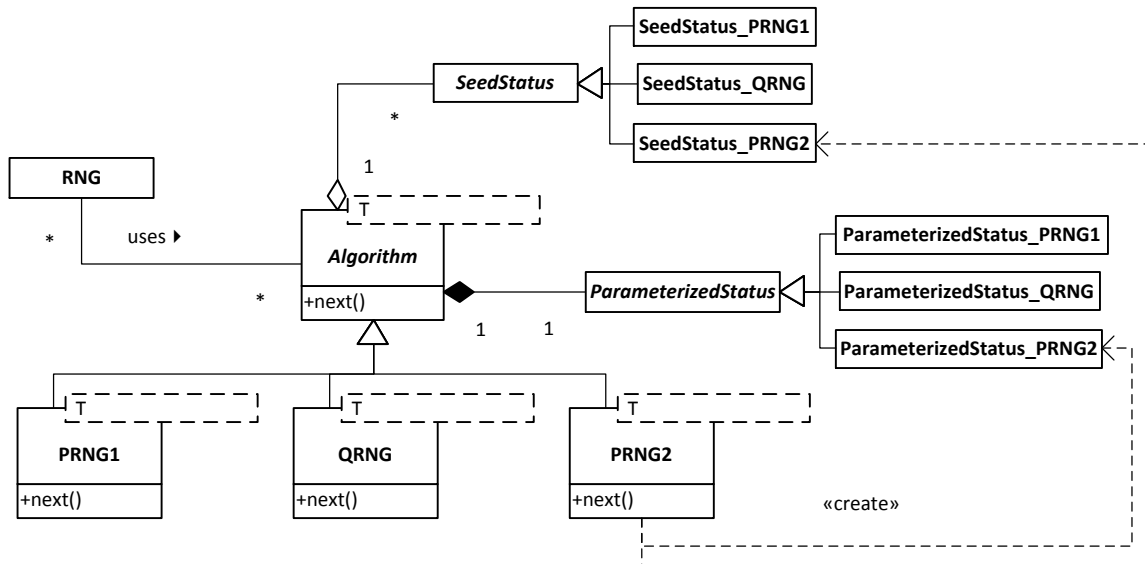 SeedStatus_PRNG1
SeedStatus
SeedStatus_QRNG
*
SeedStatus_PRNG2
1
RNG
T
*
uses
Algorithm
*
+next()
1
1
ParameterizedStatus
ParameterizedStatus_PRNG1
ParameterizedStatus_QRNG
ParameterizedStatus_PRNG2
T
PRNG1
+next()
T
QRNG
+next()
T
PRNG2
+next()
«create»